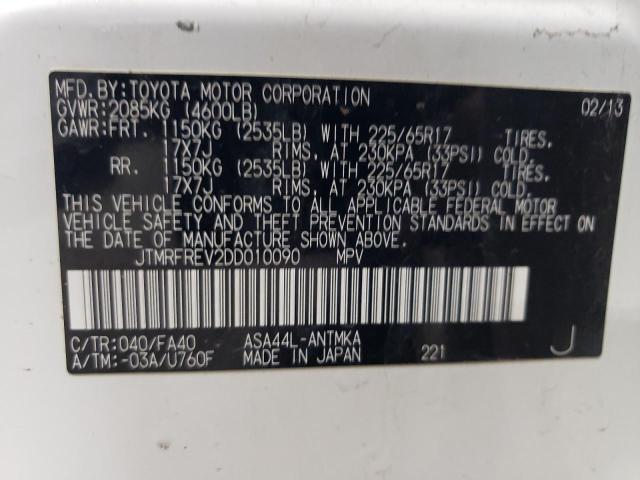 MFD. BY: TOYOTA MOTOR CORPORATION 02/13
GVWR: 2085KG (4600LB)
GAWR: FRT. 1150KG (2535LB) WITH 225/65R17 TIRES,
17X7J RIMS, AT 230KPA (33PSI) COLD.
RR. 1150KG (2535LB) WITH 225/65R17 TIRES,
17X7J RIMS, AT 230KPA (33PSI) COLD.
THIS VEHICLE CONFORMS TO ALL APPLICABLE FEDERAL MOTOR
VEHICLE SAFETY AND THEFT PREVENTION STANDARDS IN EFFECT ON
THE DATE OF MANUFACTURE SHOWN ABOVE.
JTMRFREV2DD010090 MPV
C/TR: 040/FA40 ASA44L-ANTMKA
A/TM: -03A/U760F MADE IN JAPAN 221 J